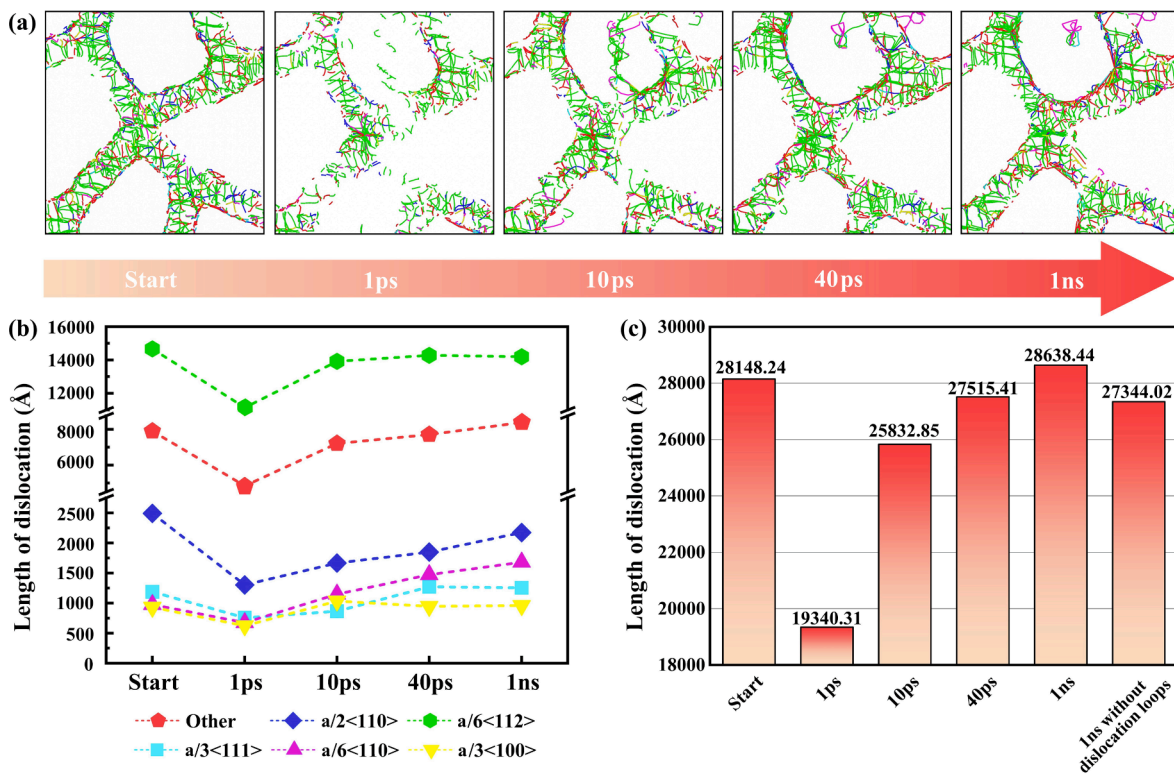 (a)
Start 1ps 10ps 40ps 1ns
(b)
Length of dislocation (Å)
16000
14000
12000
8000
6000
2500
2000
1500
1000
500
0
Start 1ps 10ps 40ps 1ns
Other a/2<110> a/6<112>
a/3<111> a/6<110> a/3<100>
(c)
Length of dislocation (Å)
30000
28000
26000
24000
22000
20000
18000
28148.24
19340.31
25832.85
27515.41
28638.44
27344.02
Start
1ps
10ps
40ps
1ns
1ns without
dislocation loops